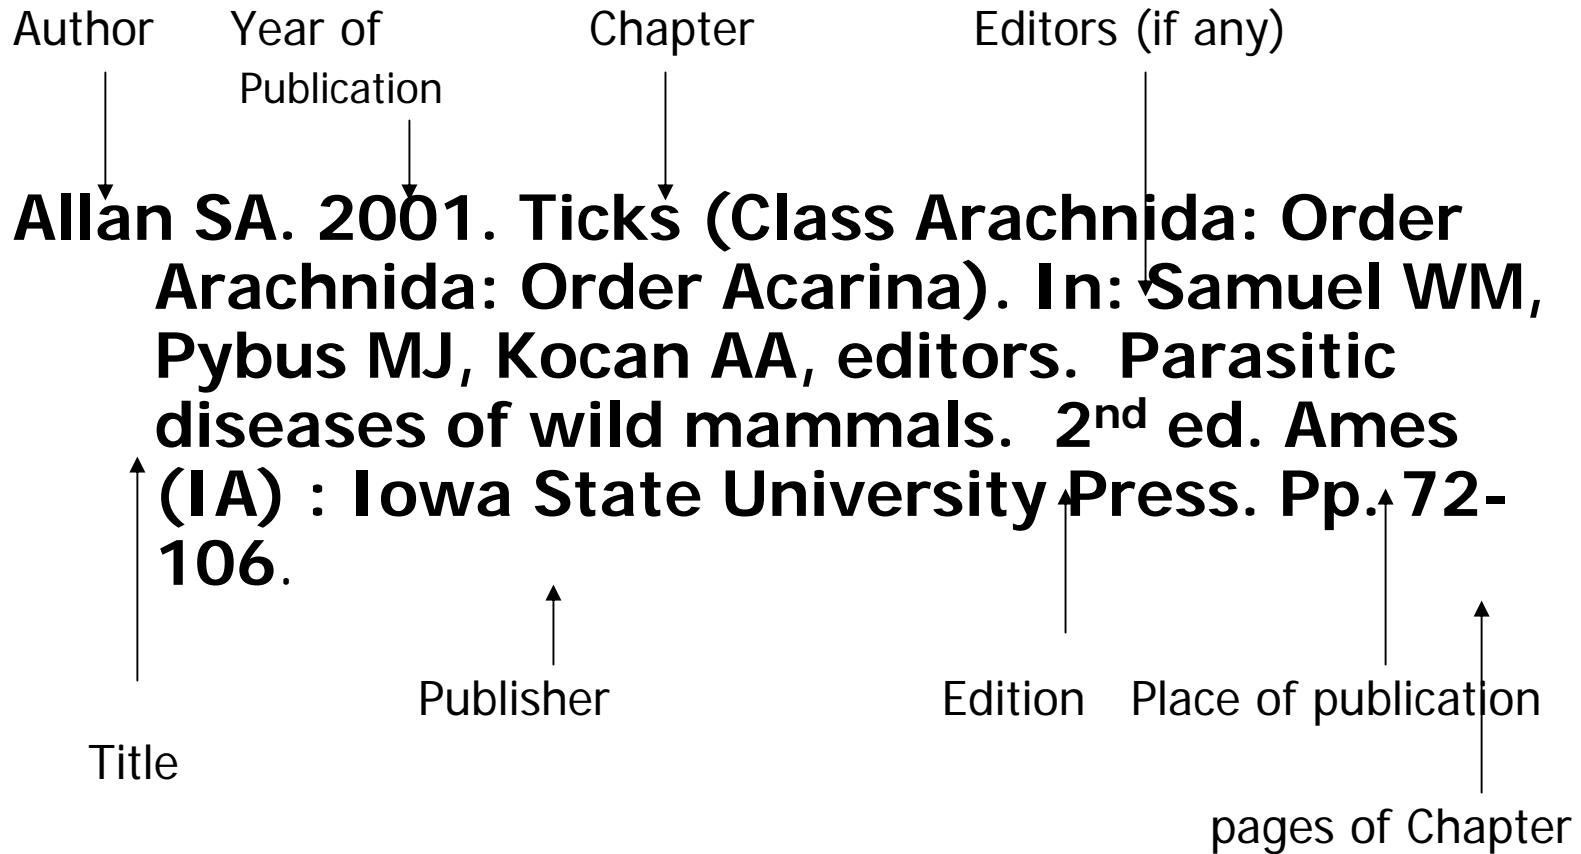 Author Year of Chapter Editors (if any)
Publication
Allan SA. 2001. Ticks (Class Arachnida: Order
Arachnida: Order Acarina). In: Samuel WM,
Pybus MJ, Kocan AA, editors. Parasitic
diseases of wild mammals. 2nd ed. Ames
(IA) : Iowa State University Press. Pp. 72-
106.
Publisher Edition Place of publication
Title
pages of Chapter